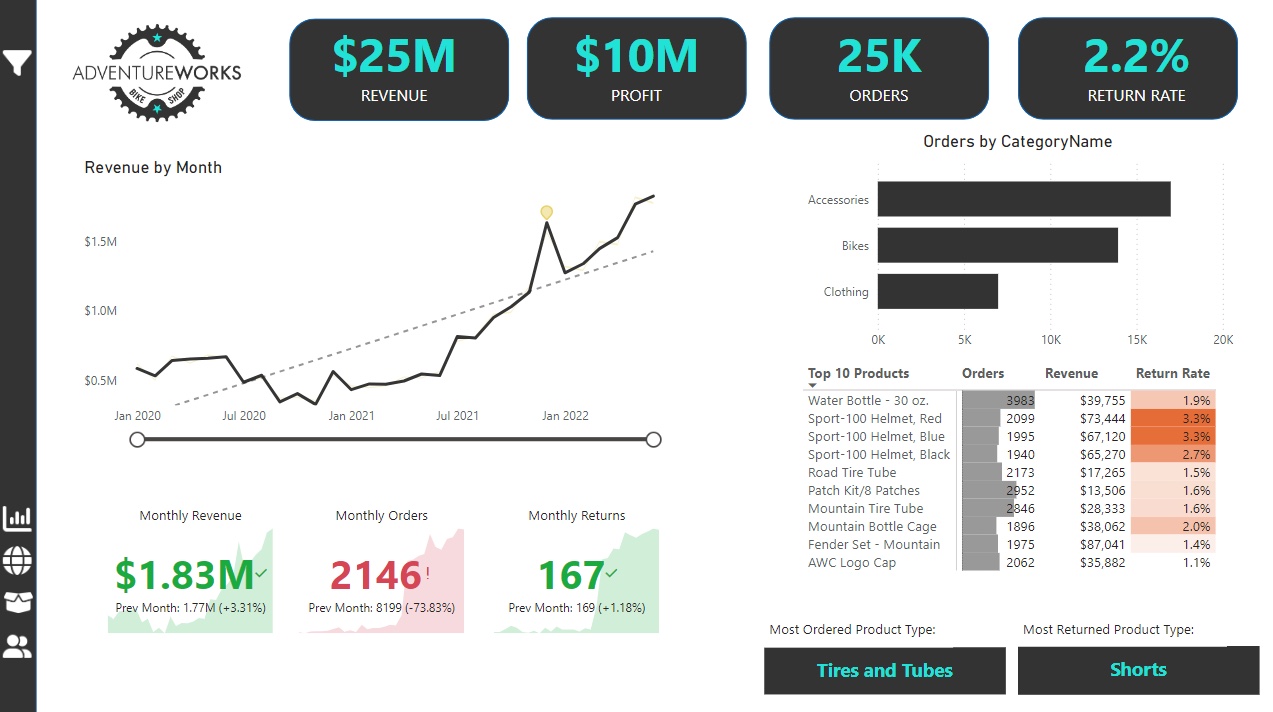 ADVENTUREWORKS
BIKE SHOP
$25M
REVENUE
$10M
PROFIT
25K
ORDERS
2.2%
RETURN RATE
Revenue by Month
$1.5M
$1.0M
$0.5M
Jan 2020 Jul 2020 Jan 2021 Jul 2021 Jan 2022
Orders by CategoryName
Accessories
Bikes
Clothing
0K 5K 10K 15K 20K
Top 10 Products Orders Revenue Return Rate
Water Bottle - 30 oz. 3983 $39,755 1.9%
Sport-100 Helmet, Red 2099 $73,444 3.3%
Sport-100 Helmet, Blue 1995 $67,120 3.3%
Sport-100 Helmet, Black 1940 $65,270 2.7%
Road Tire Tube 2173 $17,265 1.5%
Patch Kit/8 Patches 2952 $13,506 1.6%
Mountain Tire Tube 2846 $28,333 1.6%
Mountain Bottle Cage 1896 $38,062 2.0%
Fender Set - Mountain 1975 $87,041 1.4%
AWC Logo Cap 2062 $35,882 1.1%
Monthly Revenue
$1.83M
Prev Month: 1.77M (+3.31%)
Monthly Orders
2146!
Prev Month: 8199 (-73.83%)
Monthly Returns
167
Prev Month: 169 (+1.18%)
Most Ordered Product Type:
Tires and Tubes
Most Returned Product Type:
Shorts